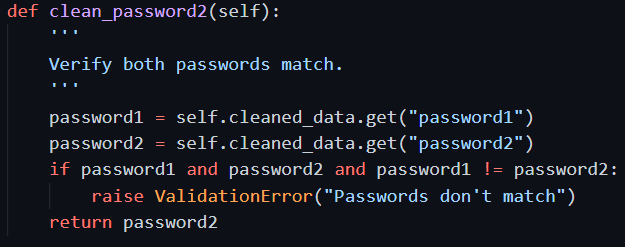 def clean_password2(self):
    '''
    Verify both passwords match.
    '''
    password1 = self.cleaned_data.get("password1")
    password2 = self.cleaned_data.get("password2")
    if password1 and password2 and password1 != password2:
        raise ValidationError("Passwords don't match")
    return password2